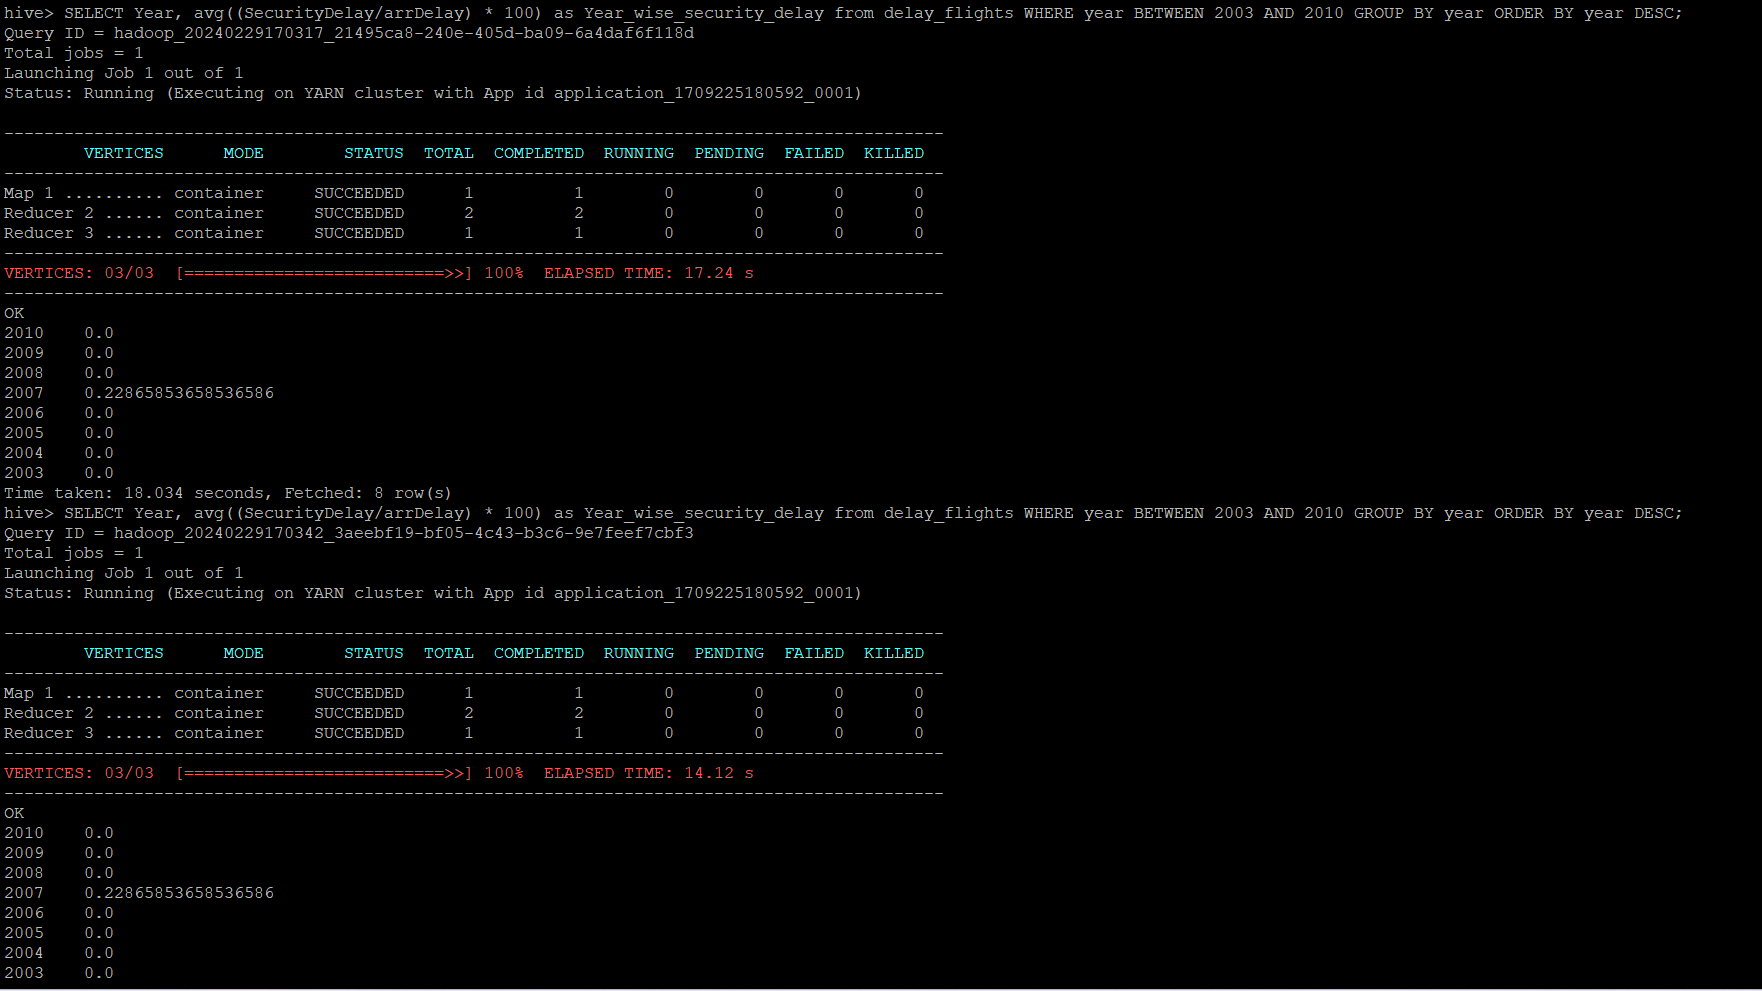 hive> SELECT Year, avg((SecurityDelay/arrDelay) * 100) as Year_wise_security_delay from delay_flights WHERE year BETWEEN 2003 AND 2010 GROUP BY year ORDER BY year DESC;
Query ID = hadoop_20240229170317_21495ca8-240e-405d-ba09-6a4daf6f118d
Total jobs = 1
Launching Job 1 out of 1
Status: Running (Executing on YARN cluster with App id application_1709225180592_0001)
----------------------------------------------------------------------------------------------
        VERTICES      MODE        STATUS  TOTAL  COMPLETED  RUNNING  PENDING  FAILED  KILLED
----------------------------------------------------------------------------------------------
Map 1 .......... container     SUCCEEDED      1          1        0        0       0       0
Reducer 2 ...... container     SUCCEEDED      2          2        0        0       0       0
Reducer 3 ...... container     SUCCEEDED      1          1        0        0       0       0
----------------------------------------------------------------------------------------------
VERTICES: 03/03  [==========================>>] 100%  ELAPSED TIME: 17.24 s
----------------------------------------------------------------------------------------------
OK
2010    0.0
2009    0.0
2008    0.0
2007    0.22865853658536586
2006    0.0
2005    0.0
2004    0.0
2003    0.0
Time taken: 18.034 seconds, Fetched: 8 row(s)
hive> SELECT Year, avg((SecurityDelay/arrDelay) * 100) as Year_wise_security_delay from delay_flights WHERE year BETWEEN 2003 AND 2010 GROUP BY year ORDER BY year DESC;
Query ID = hadoop_20240229170342_3aeebf19-bf05-4c43-b3c6-9e7feef7cbf3
Total jobs = 1
Launching Job 1 out of 1
Status: Running (Executing on YARN cluster with App id application_1709225180592_0001)
----------------------------------------------------------------------------------------------
        VERTICES      MODE        STATUS  TOTAL  COMPLETED  RUNNING  PENDING  FAILED  KILLED
----------------------------------------------------------------------------------------------
Map 1 .......... container     SUCCEEDED      1          1        0        0       0       0
Reducer 2 ...... container     SUCCEEDED      2          2        0        0       0       0
Reducer 3 ...... container     SUCCEEDED      1          1        0        0       0       0
----------------------------------------------------------------------------------------------
VERTICES: 03/03  [==========================>>] 100%  ELAPSED TIME: 14.12 s
----------------------------------------------------------------------------------------------
OK
2010    0.0
2009    0.0
2008    0.0
2007    0.22865853658536586
2006    0.0
2005    0.0
2004    0.0
2003    0.0